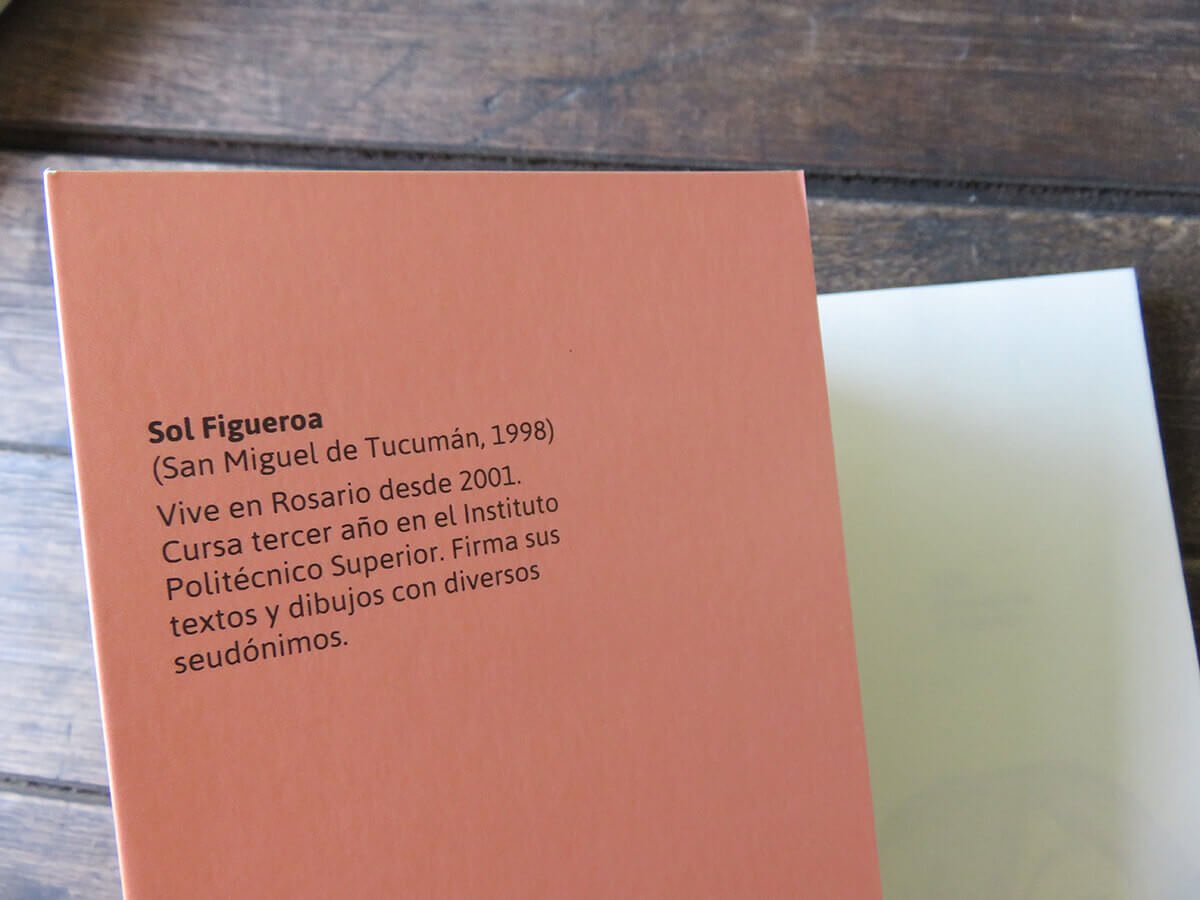 Sol Figueroa
(San Miguel de Tucumán, 1998)
Vive en Rosario desde 2001.
Cursa tercer año en el Instituto
Politécnico Superior. Firma sus
textos y dibujos con diversos
seudónimos.